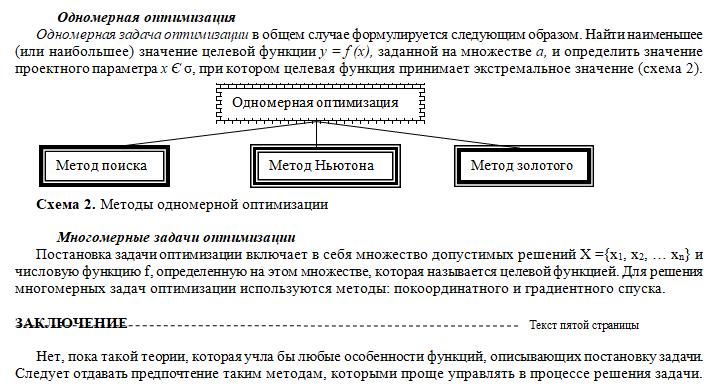 Одномерная оптимизация
Одномерная задача оптимизации в общем случае формулируется следующим образом. Найти наименьшее
(или наибольшее) значение целевой функции y = f (x), заданной на множестве a, и определить значение
проектного параметра x Є σ, при котором целевая функция принимает экстремальное значение (схема 2).
Одномерная оптимизация
Метод поиска Метод Ньютона Метод золотого
Схема 2. Методы одномерной оптимизации
Многомерные задачи оптимизации
Постановка задачи оптимизации включает в себя множество допустимых решений X ={x₁, x₂, … xₙ} и
числовую функцию f, определенную на этом множестве, которая называется целевой функцией. Для решения
многомерных задач оптимизации используются методы: покоординатного и градиентного спуска.
ЗАКЛЮЧЕНИЕ Текст пятой страницы
Нет, пока такой теории, которая учла бы любые особенности функций, описывающих постановку задачи.
Следует отдавать предпочтение таким методам, которыми проще управлять в процессе решения задачи.